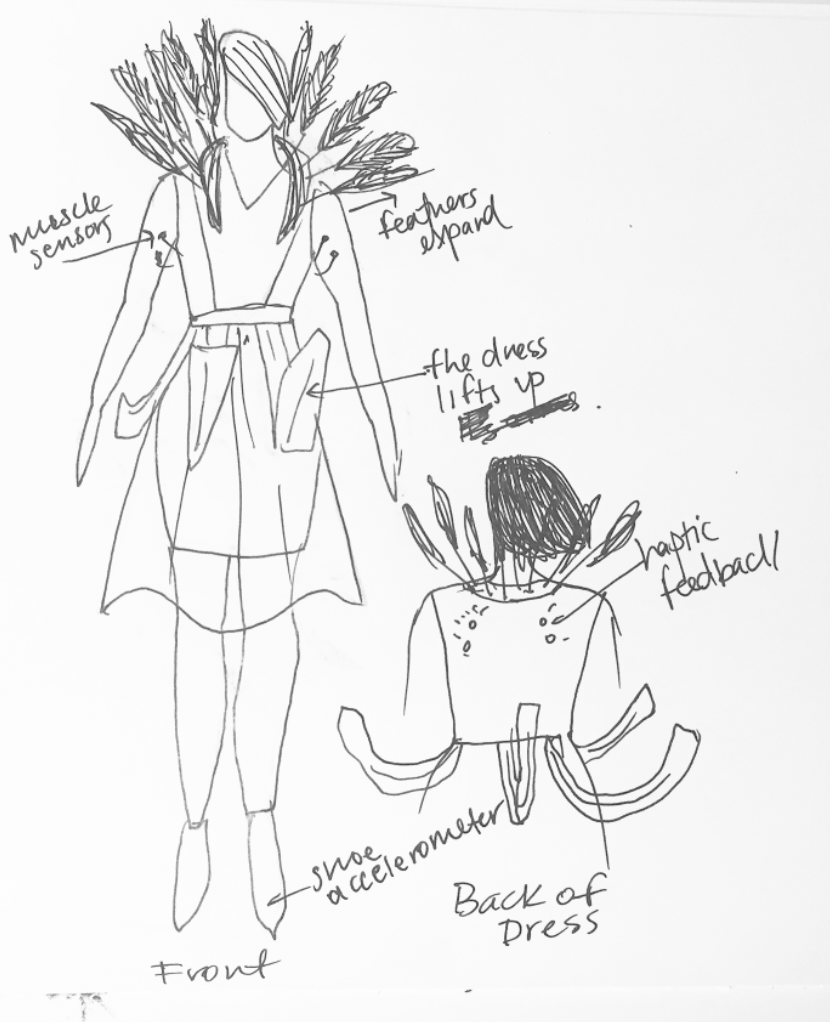 muscle
sensors
feathers
expand
the dress
lifts up
haptic
feedback
shoe
accelerometer
Back of
Dress
Front